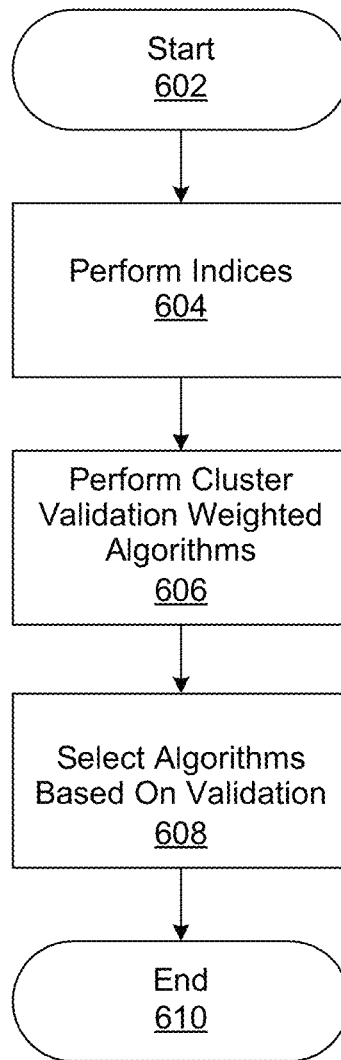 Start
602
Perform Indices
604
Perform Cluster
Validation Weighted
Algorithms
606
Select Algorithms
Based On Validation
608
End
610